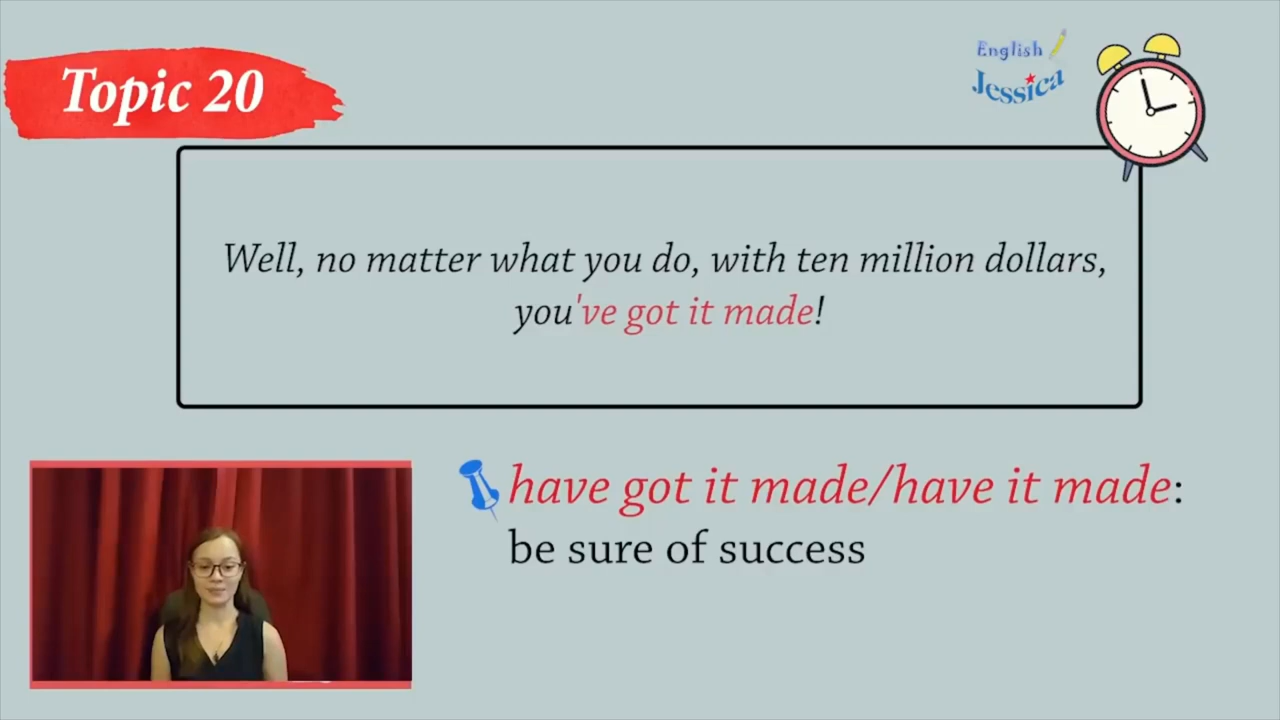 Topic 20
English
Jessica
Well, no matter what you do, with ten million dollars,
you've got it made!
have got it made/have it made:
be sure of success